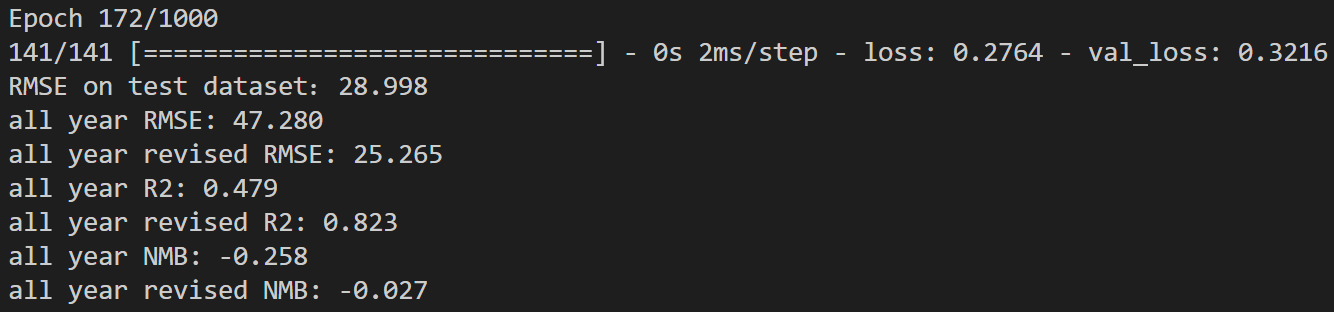 Epoch 172/1000
141/141 [==============================] - 0s 2ms/step - loss: 0.2764 - val_loss: 0.3216
RMSE on test dataset: 28.998
all year RMSE: 47.280
all year revised RMSE: 25.265
all year R2: 0.479
all year revised R2: 0.823
all year NMB: -0.258
all year revised NMB: -0.027